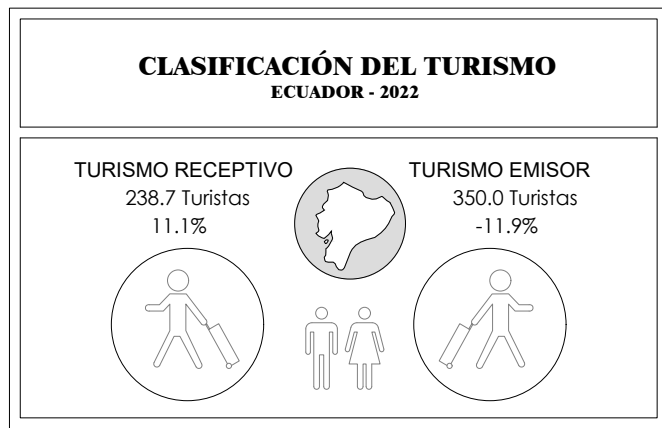 CLASIFICACIÓN DEL TURISMO
ECUADOR - 2022
TURISMO RECEPTIVO
238.7 Turistas
11.1%
TURISMO EMISOR
350.0 Turistas
-11.9%